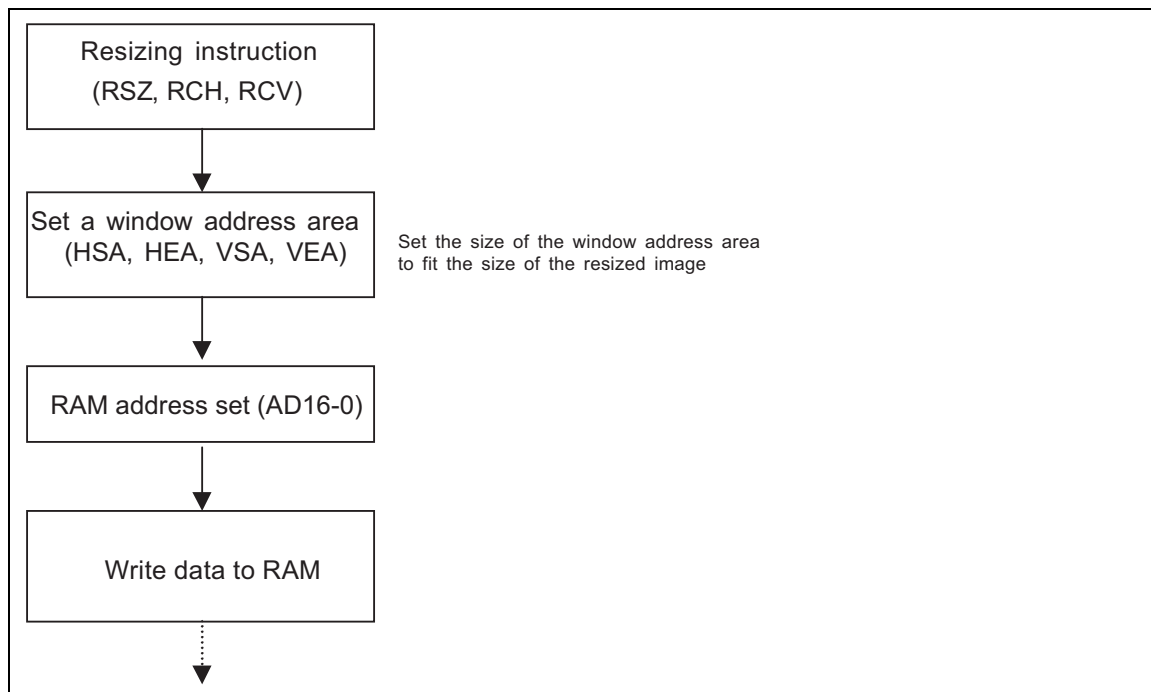 Resizing instruction
(RSZ, RCH, RCV)
Set a window address area
(HSA, HEA, VSA, VEA)
Set the size of the window address area
to fit the size of the resized image
RAM address set (AD16-0)
Write data to RAM